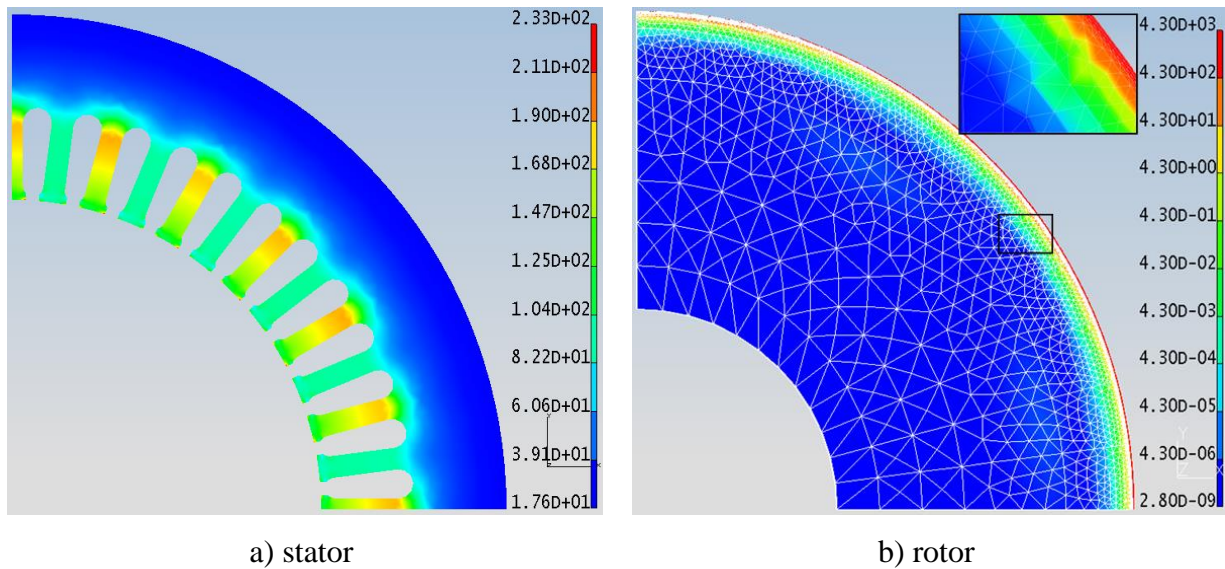 2.33D+02
2.11D+02
1.90D+02
1.68D+02
1.47D+02
1.25D+02
1.04D+02
8.22D+01
6.06D+01
3.91D+01
1.76D+01
4.30D+03
4.30D+02
4.30D+01
4.30D+00
4.30D-01
4.30D-02
4.30D-03
4.30D-04
4.30D-05
4.30D-06
2.80D-09
Y
Z X
a) stator
b) rotor